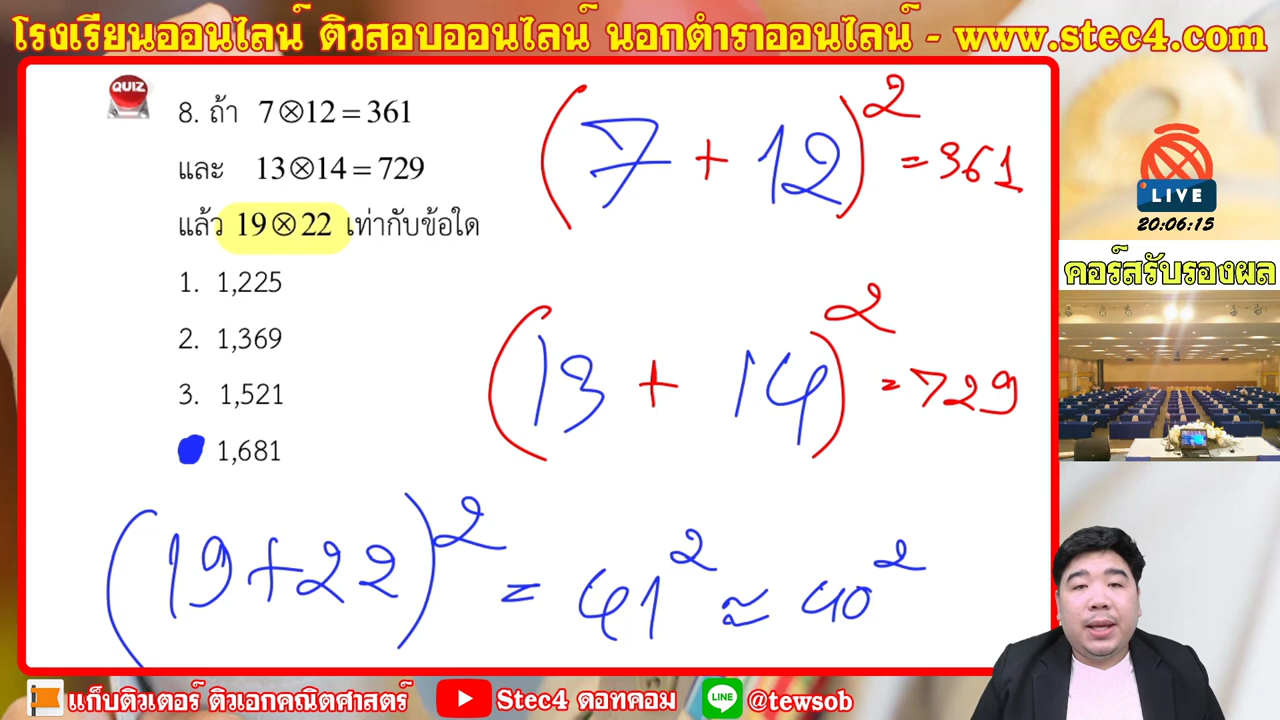 โรงเรียนออนไลน์ ติวสอบออนไลน์ นอกตำราออนไลน์ - www.stec4.com
QUIZ
8. ถ้า 7⊗12 = 361
และ 13⊗14 = 729
แล้ว 19⊗22 เท่ากับข้อใด
1. 1,225
2. 1,369
3. 1,521
1,681
(7 + 12)² = 361
(13 + 14)² = 729
(19+22)² = 41² ≈ 40²
LIVE
20:06:15
คอร์สรับรองผล
แก็บติวเตอร์ ติวเอกคณิตศาสตร์
Stec4 ดอทคอม
LINE @tewsob